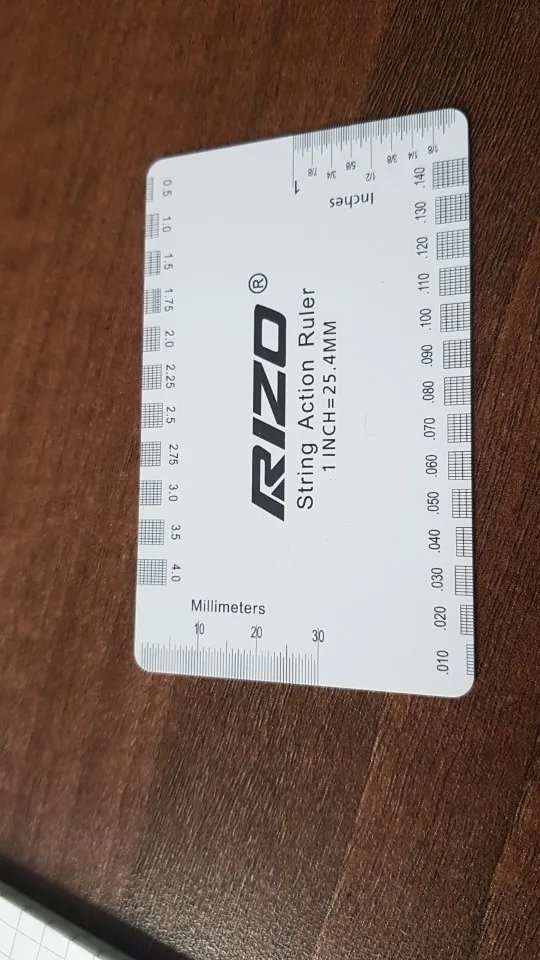 RIZO®
String Action Ruler
1 INCH=25.4MM
0.5 1.0 1.5 1.75 2.0 2.25 2.5 2.75 3.0 3.5 4.0
Inches
1/8 1/4 3/8 1/2 5/8 3/4 7/8 1
.010 .020 .030 .040 .050 .060 .070 .080 .090 .100 .110 .120 .130 .140
Millimeters
10 20 30